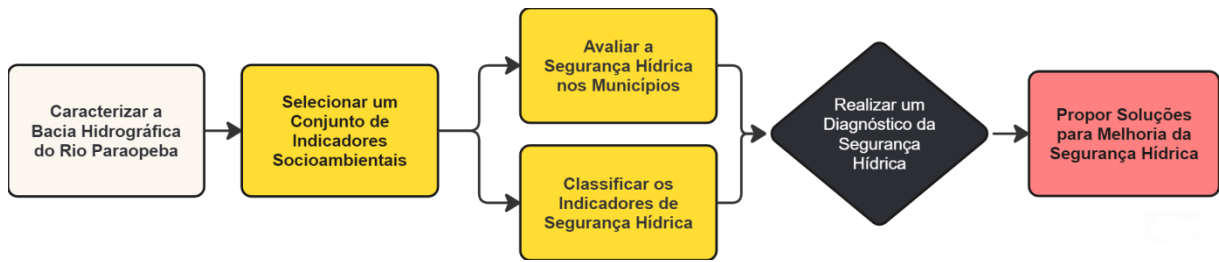 Caracterizar a
Bacia Hidrográfica
do Rio Paraopeba
Selecionar um
Conjunto de
Indicadores
Socioambientais
Avaliar a
Segurança Hídrica
nos Municípios
Classificar os
Indicadores de
Segurança Hídrica
Realizar um
Diagnóstico da
Segurança
Hídrica
Propor Soluções
para Melhoria da
Segurança Hídrica